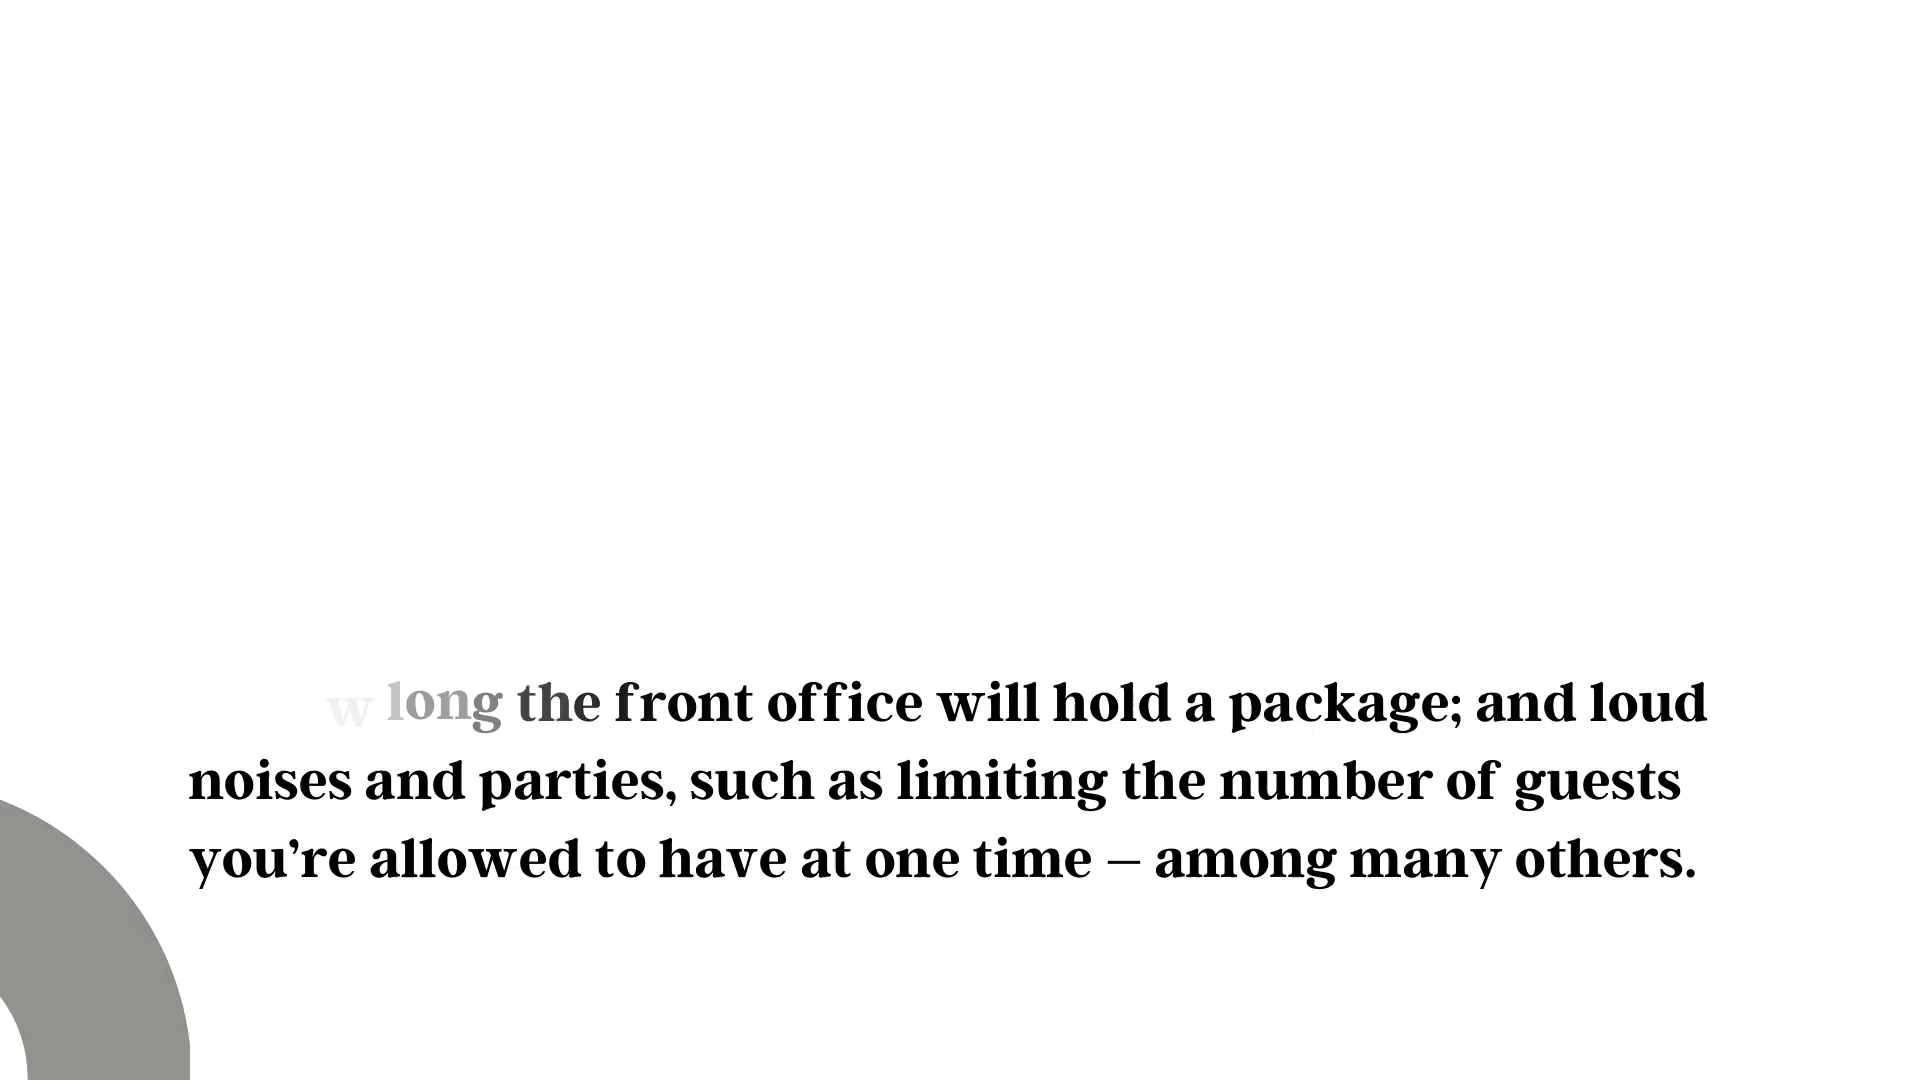 w long the front office will hold a package; and loud
noises and parties, such as limiting the number of guests
you’re allowed to have at one time – among many others.